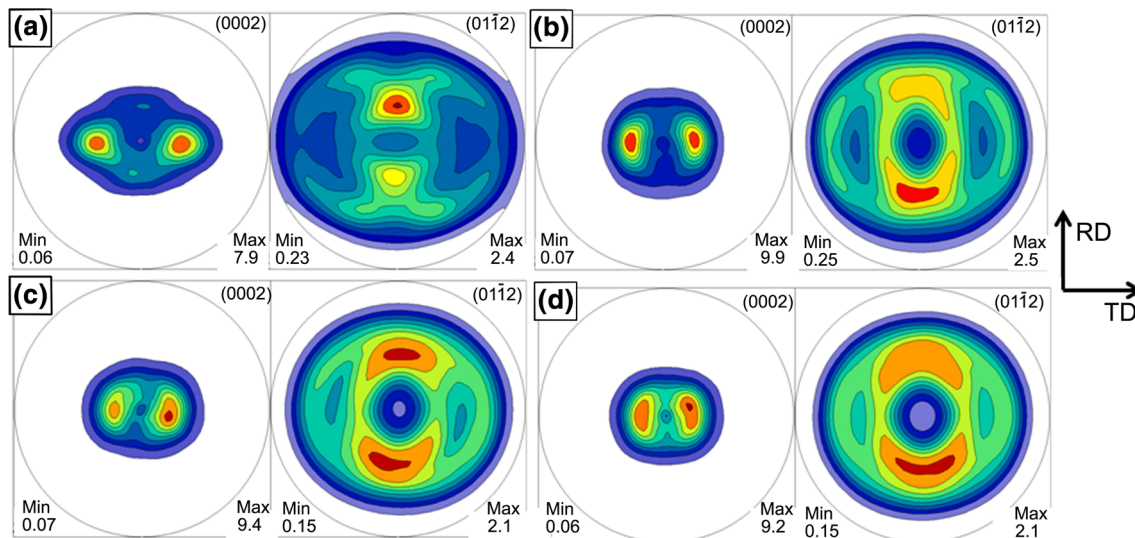 (a)
(0002)
(011̄2)
Min
0.06
Max
7.9
Min
0.23
Max
2.4
(b)
(0002)
(011̄2)
Min
0.07
Max
9.9
Min
0.25
Max
2.5
RD
TD
(c)
(0002)
(011̄2)
Min
0.07
Max
9.4
Min
0.15
Max
2.1
(d)
(0002)
(011̄2)
Min
0.06
Max
9.2
Min
0.15
Max
2.1